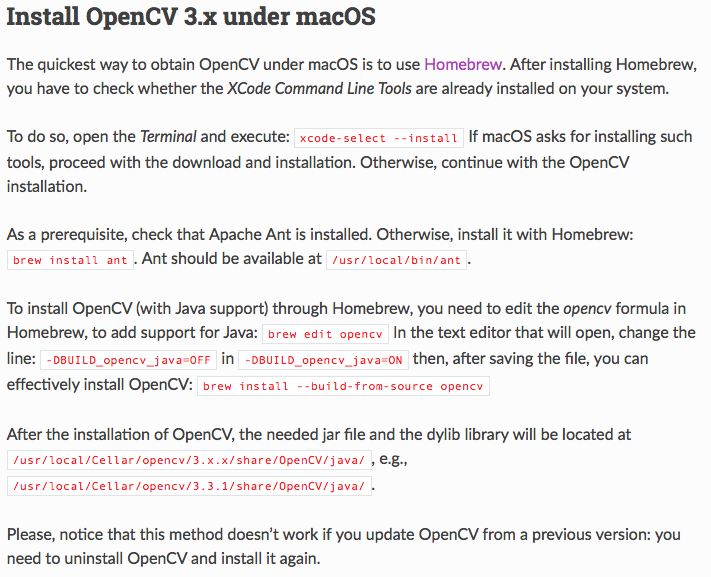 Install OpenCV 3.x under macOS
The quickest way to obtain OpenCV under macOS is to use Homebrew. After installing Homebrew,
you have to check whether the XCode Command Line Tools are already installed on your system.
To do so, open the Terminal and execute: xcode-select --install If macOS asks for installing such
tools, proceed with the download and installation. Otherwise, continue with the OpenCV
installation.
As a prerequisite, check that Apache Ant is installed. Otherwise, install it with Homebrew:
brew install ant. Ant should be available at /usr/local/bin/ant.
To install OpenCV (with Java support) through Homebrew, you need to edit the opencv formula in
Homebrew, to add support for Java: brew edit opencv In the text editor that will open, change the
line: -DBUILD_opencv_java=OFF in -DBUILD_opencv_java=ON then, after saving the file, you can
effectively install OpenCV: brew install --build-from-source opencv
After the installation of OpenCV, the needed jar file and the dylib library will be located at
/usr/local/Cellar/opencv/3.x.x/share/OpenCV/java/, e.g.,
/usr/local/Cellar/opencv/3.3.1/share/OpenCV/java/.
Please, notice that this method doesn’t work if you update OpenCV from a previous version: you
need to uninstall OpenCV and install it again.